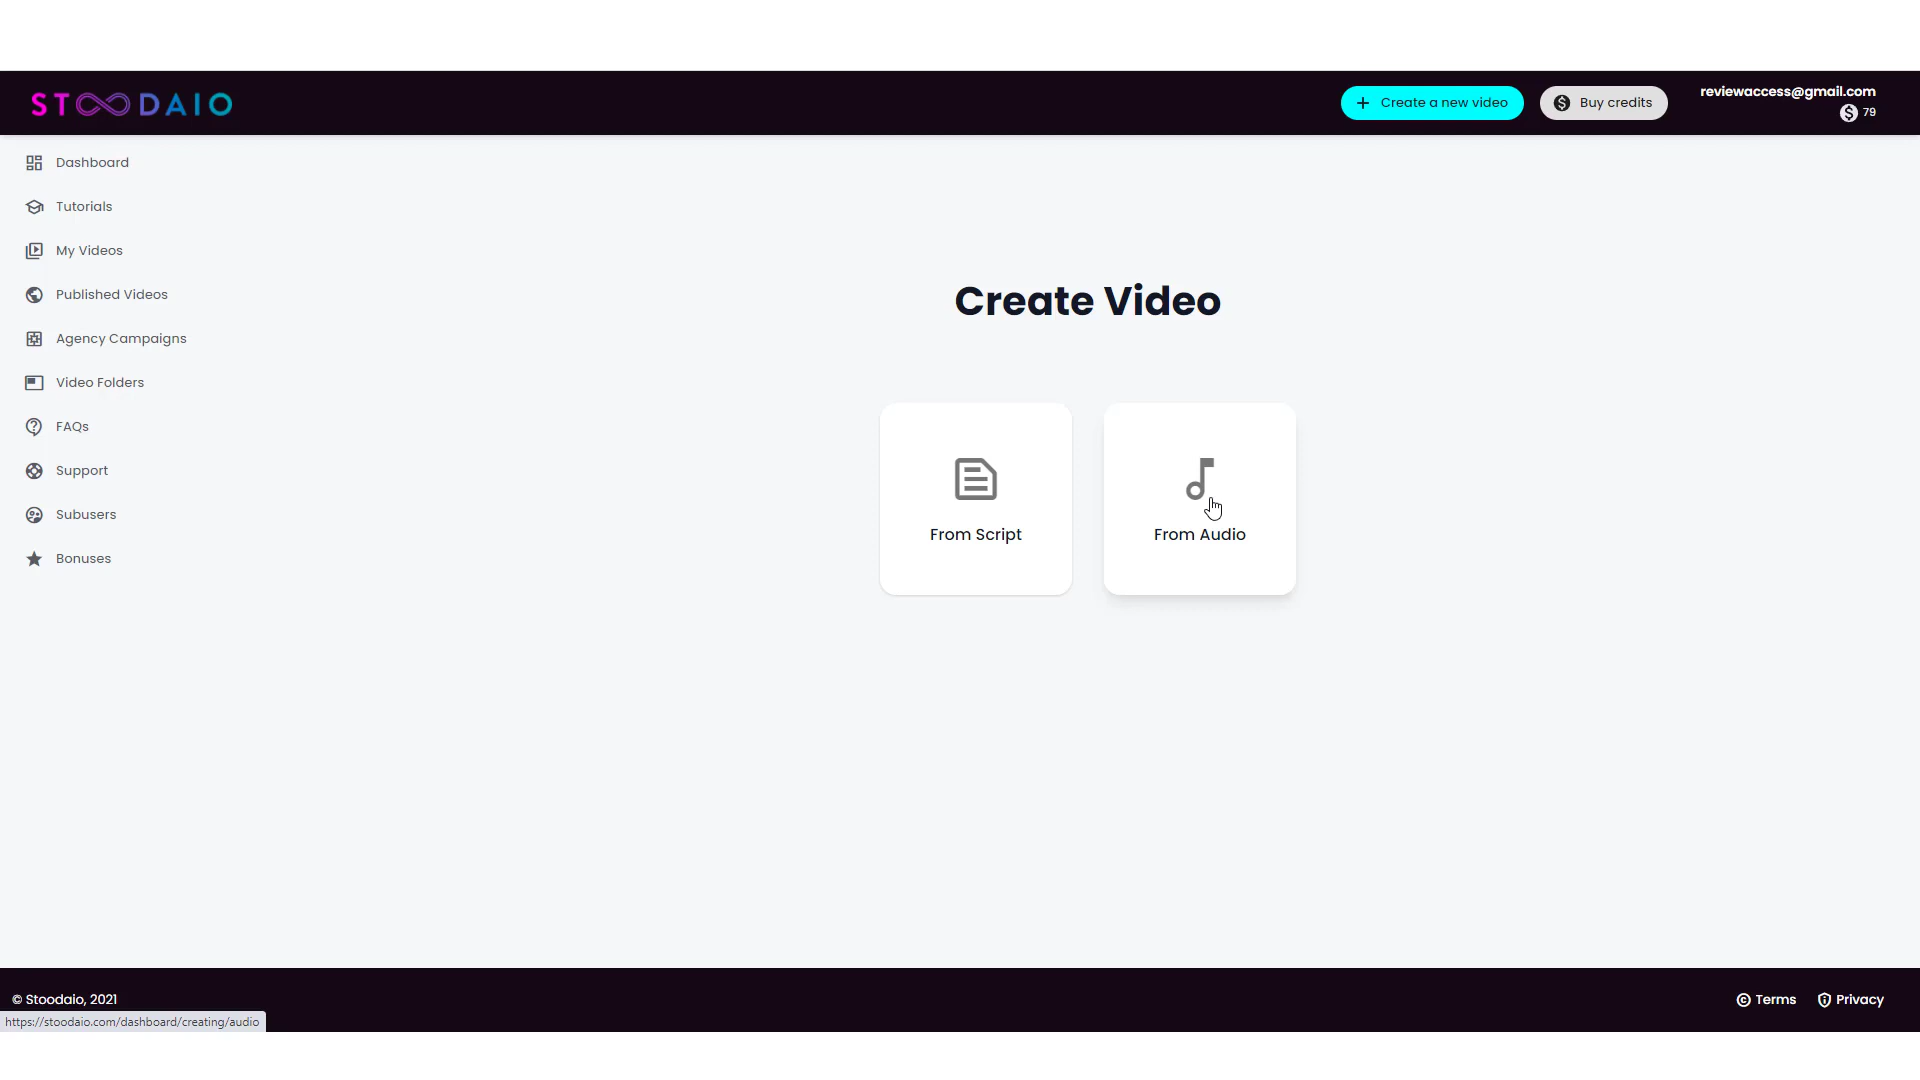 STOODAIO
Create a new video
Buy credits
reviewaccess@gmail.com
79
Dashboard
Tutorials
My Videos
Published Videos
Agency Campaigns
Video Folders
FAQs
Support
Subusers
Bonuses
Create Video
From Script
From Audio
© Stoodaio, 2021
Terms
Privacy
https://stoodaio.com/dashboard/creating/audio